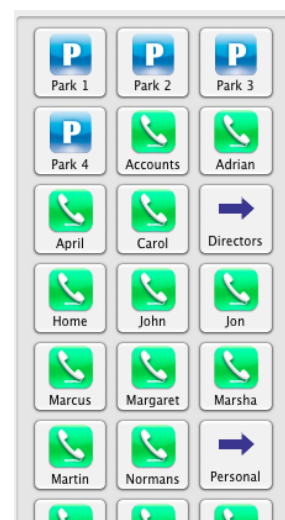 P P P
Park 1 Park 2 Park 3
P
Park 4 Accounts Adrian
April Carol Directors
Home John Jon
Marcus Margaret Marsha
Martin Normans Personal